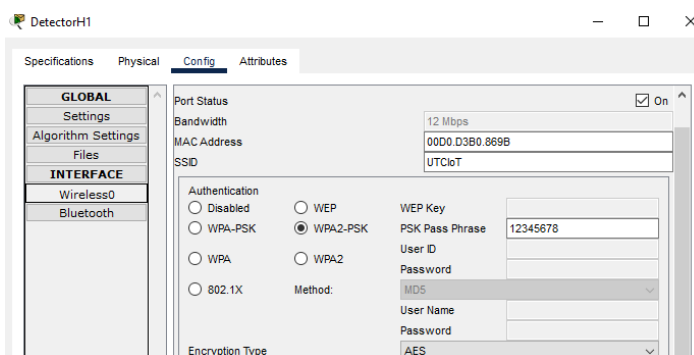 DetectorH1
Specifications Physical Config Attributes
GLOBAL
Settings
Algorithm Settings
Files
INTERFACE
Wireless0
Bluetooth
Port Status On
Bandwidth 12 Mbps
MAC Address 00D0.D3B0.869B
SSID UTCIoT
Authentication
Disabled WEP WEP Key
WPA-PSK WPA2-PSK PSK Pass Phrase 12345678
User ID
WPA WPA2
Password
802.1X Method: MD5
User Name
Password
Encryption Type AES